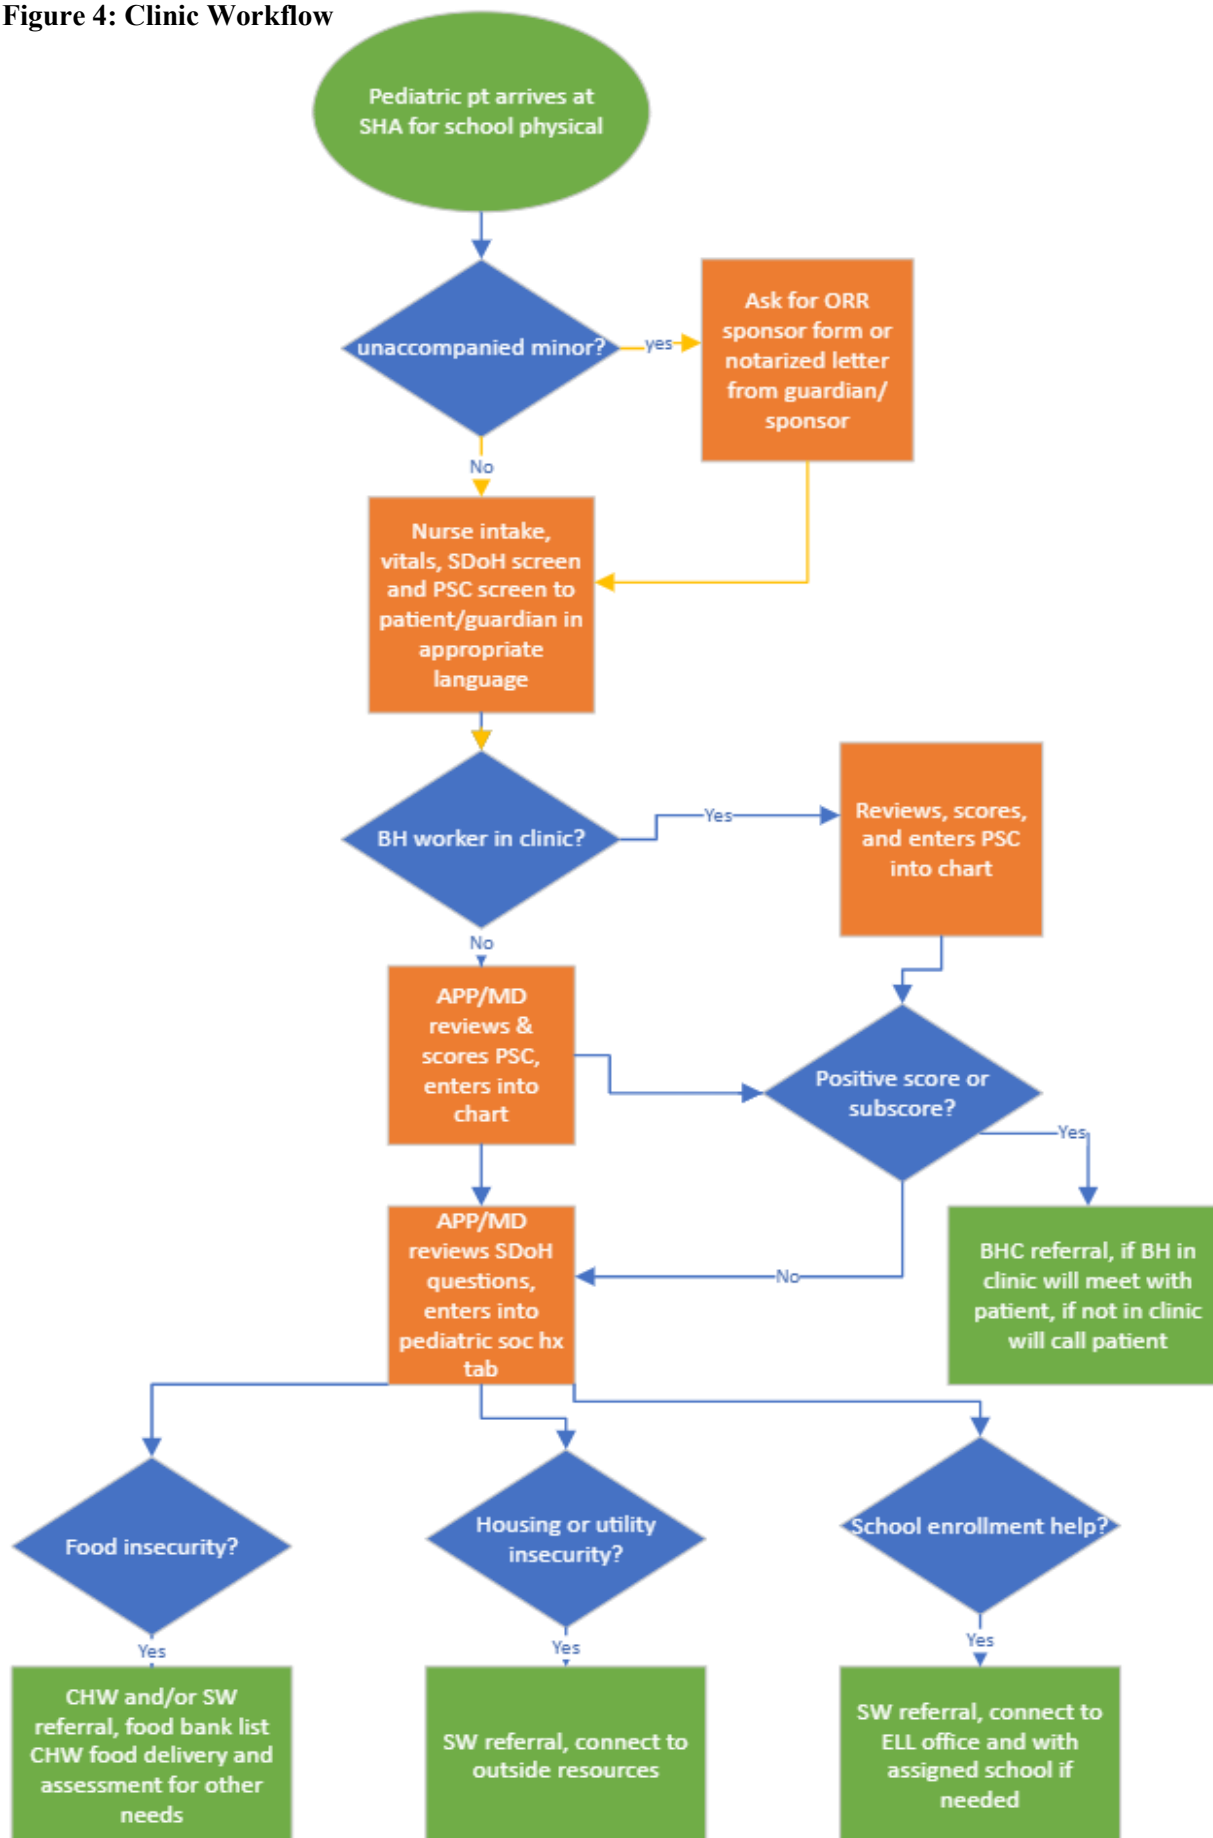 Figure 4: Clinic Workflow
Pediatric pt arrives at
SHA for school physical
unaccompanied minor?
yes
Ask for ORR
sponsor form or
notarized letter
from guardian/
sponsor
No
Nurse intake,
vitals, SDoH screen
and PSC screen to
patient/guardian in
appropriate
language
BH worker in clinic?
Yes
Reviews, scores,
and enters PSC
into chart
No
APP/MD
reviews &
scores PSC,
enters into
chart
Positive score or
subscore?
Yes
APP/MD
reviews SDoH
questions,
enters into
pediatric soc hx
tab
No
BHC referral, if BH in
clinic will meet with
patient, if not in clinic
will call patient
Food insecurity?
Housing or utility
insecurity?
School enrollment help?
Yes
Yes
Yes
CHW and/or SW
referral, food bank list
CHW food delivery and
assessment for other
needs
SW referral, connect to
outside resources
SW referral, connect to
ELL office and with
assigned school if
needed